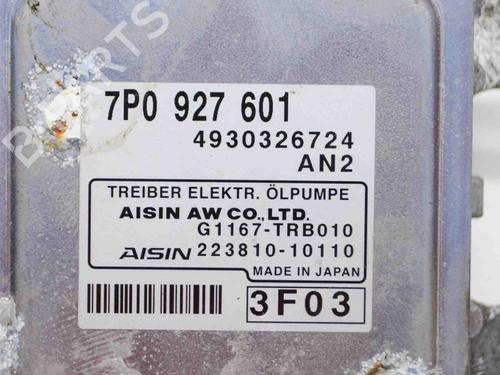 7P0 927 601
4930326724
AN2
TREIBER ELEKTR. ÖLPUMPE
AISIN AW CO., LTD.
G1167-TRB010
AISIN 223810-10110
MADE IN JAPAN
3F03